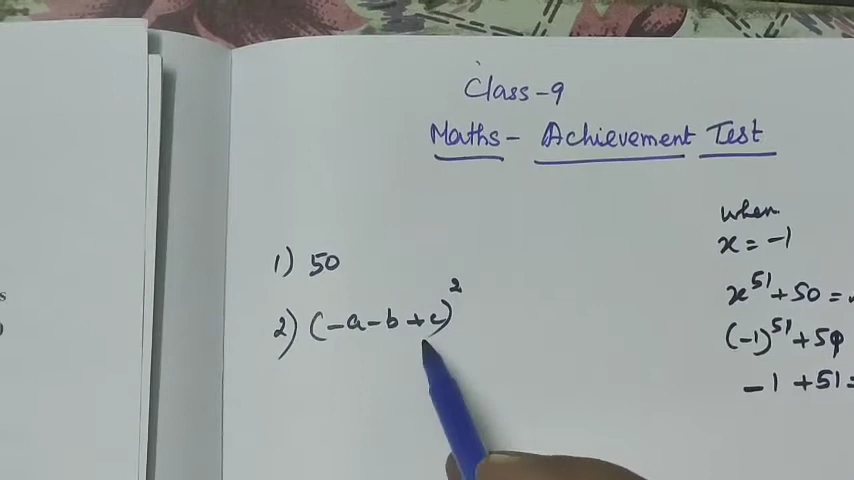 Class-9
Maths- Achievement Test
1) 50
2) (-a-b+c)²
when
x = -1
x⁵¹+50 =
(-1)⁵¹+50
-1 +51=